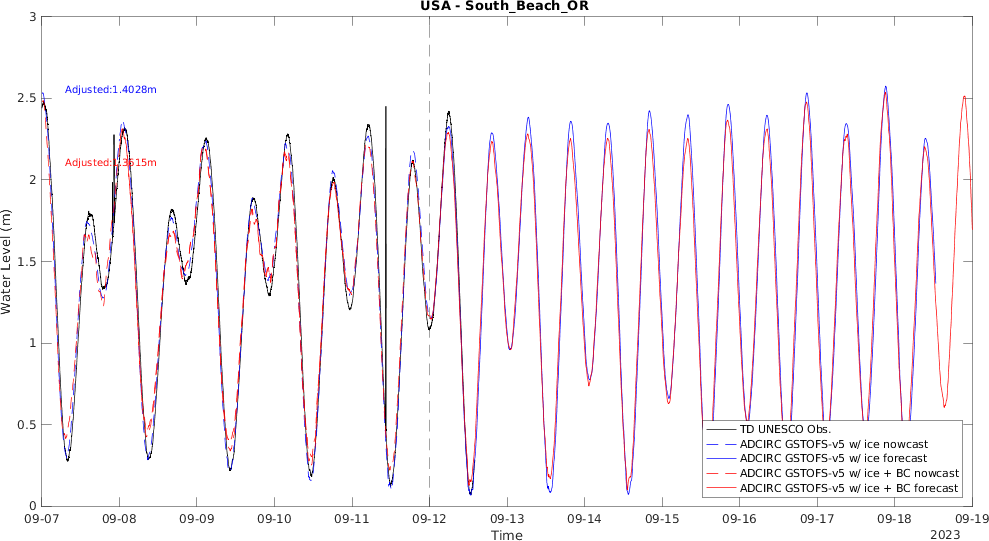 USA - South_Beach_OR
3
2.5
2
1.5
1
0.5
0
Water Level (m)
Adjusted:1.4028m
Adjusted:1.3515m
TD UNESCO Obs.
ADCIRC GSTOFS-v5 w/ ice nowcast
ADCIRC GSTOFS-v5 w/ ice forecast
ADCIRC GSTOFS-v5 w/ ice + BC nowcast
ADCIRC GSTOFS-v5 w/ ice + BC forecast
09-07 09-08 09-09 09-10 09-11 09-12 09-13 09-14 09-15 09-16 09-17 09-18 09-19
Time
2023